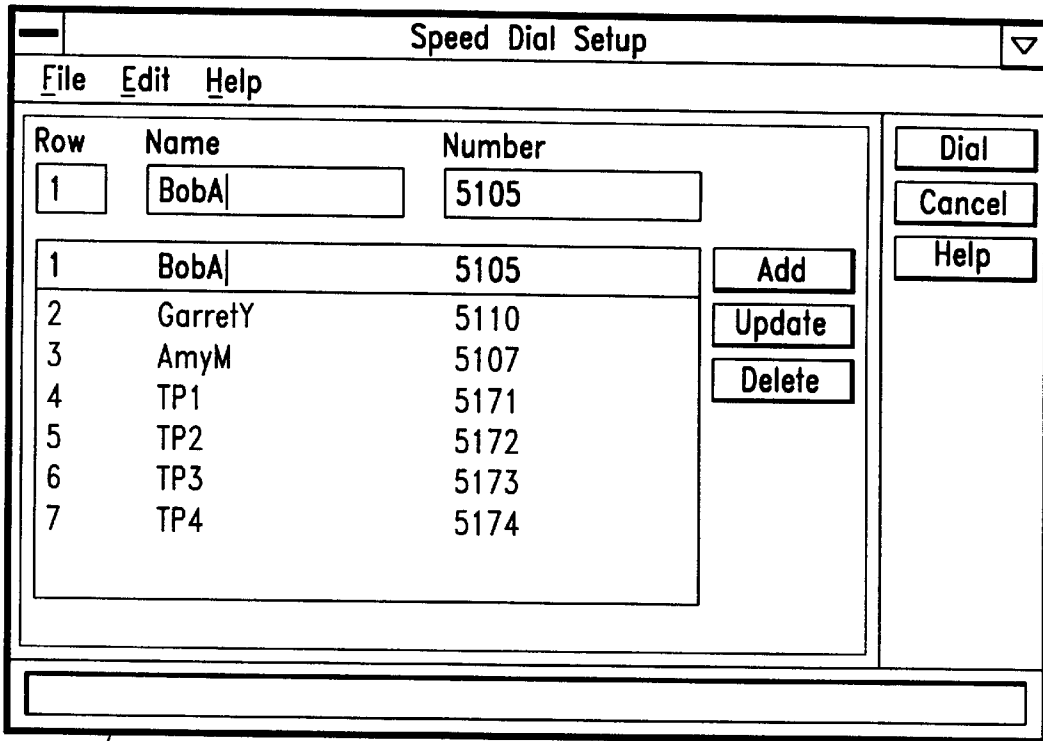 Speed Dial Setup
File Edit Help
Row Name Number
1 BobA 5105
1 BobA 5105
2 GarretY 5110
3 AmyM 5107
4 TP1 5171
5 TP2 5172
6 TP3 5173
7 TP4 5174
Add
Update
Delete
Dial
Cancel
Help